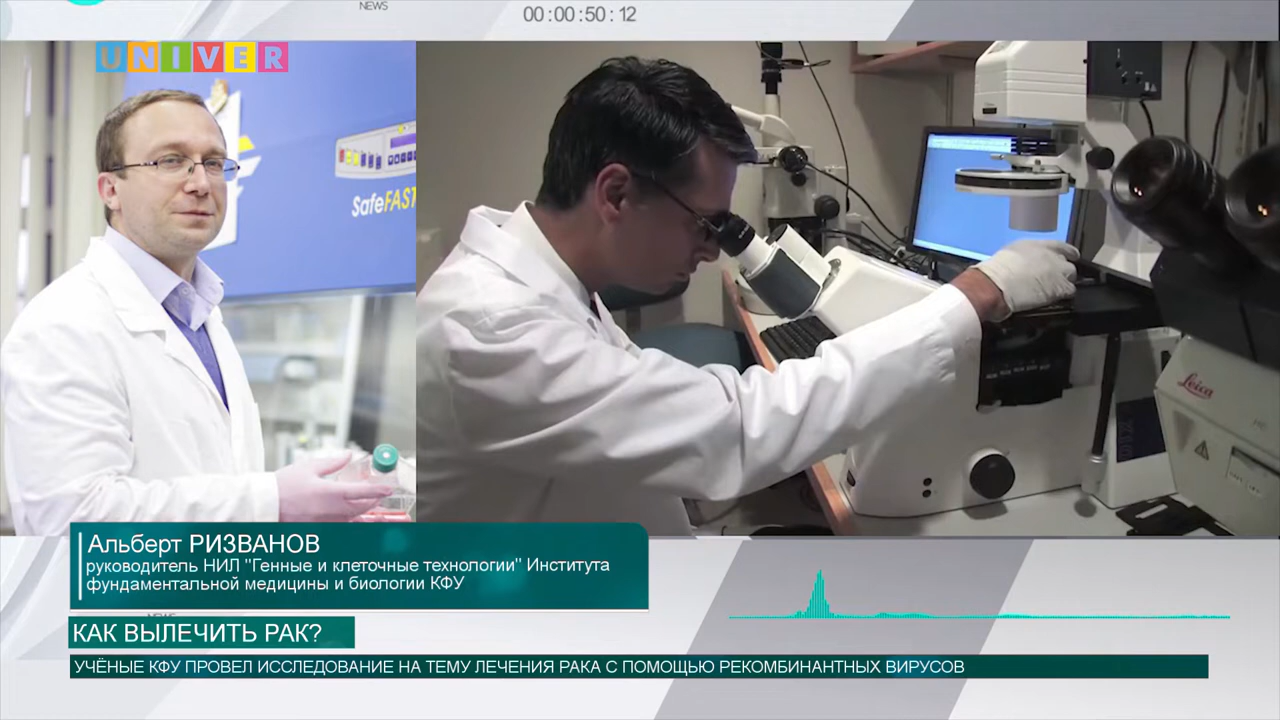 NEWS
00:00:50:12
UNIVER
SafeFAST
Leica
Альберт РИЗВАНОВ
руководитель НИЛ "Генные и клеточные технологии" Института
фундаментальной медицины и биологии КФУ
КАК ВЫЛЕЧИТЬ РАК?
УЧЁНЫЕ КФУ ПРОВЕЛ ИССЛЕДОВАНИЕ НА ТЕМУ ЛЕЧЕНИЯ РАКА С ПОМОЩЬЮ РЕКОМБИНАНТНЫХ ВИРУСОВ